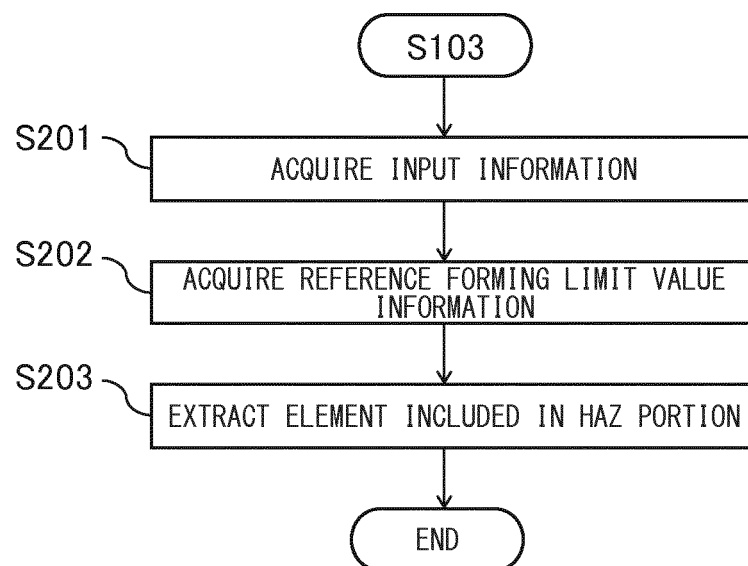 S103
S201
ACQUIRE INPUT INFORMATION
S202
ACQUIRE REFERENCE FORMING LIMIT VALUE
INFORMATION
S203
EXTRACT ELEMENT INCLUDED IN HAZ PORTION
END